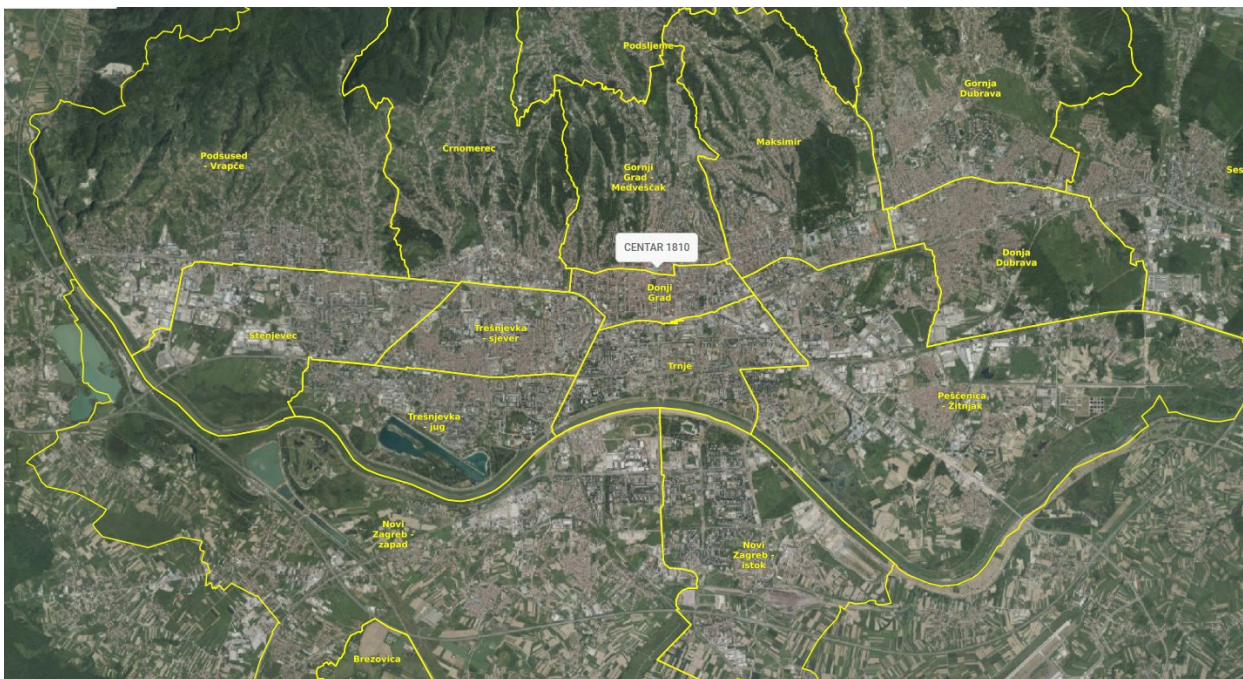 Podsljeme
Gornja
Dubrava
Podsused
- Vrapče
Črnomerec
Maksimir
Gornji
Grad -
Medveščak
Ses
CENTAR 1810
Donja
Dubrava
Donji
Grad
Stenjevec
Trešnjevka
- sjever
Trnje
Peščenica
- Žitnjak
Trešnjevka
- jug
Novi
Zagreb -
zapad
Novi
Zagreb -
istok
Brezovica